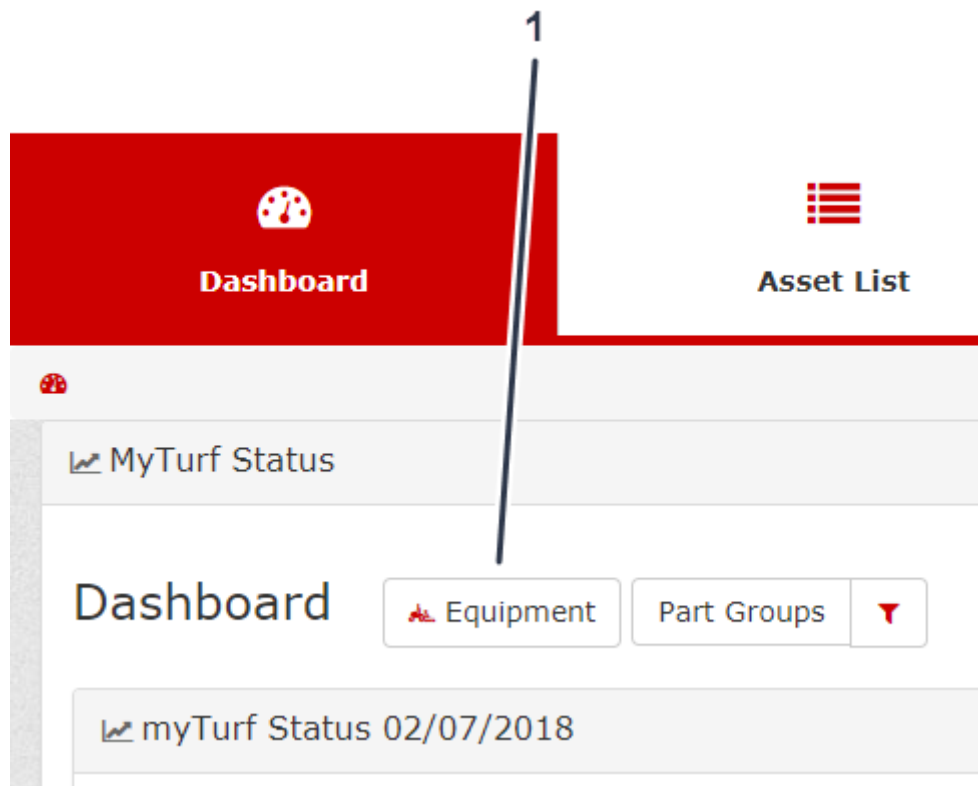 1
Dashboard
Asset List
MyTurf Status
Dashboard Equipment Part Groups
myTurf Status 02/07/2018